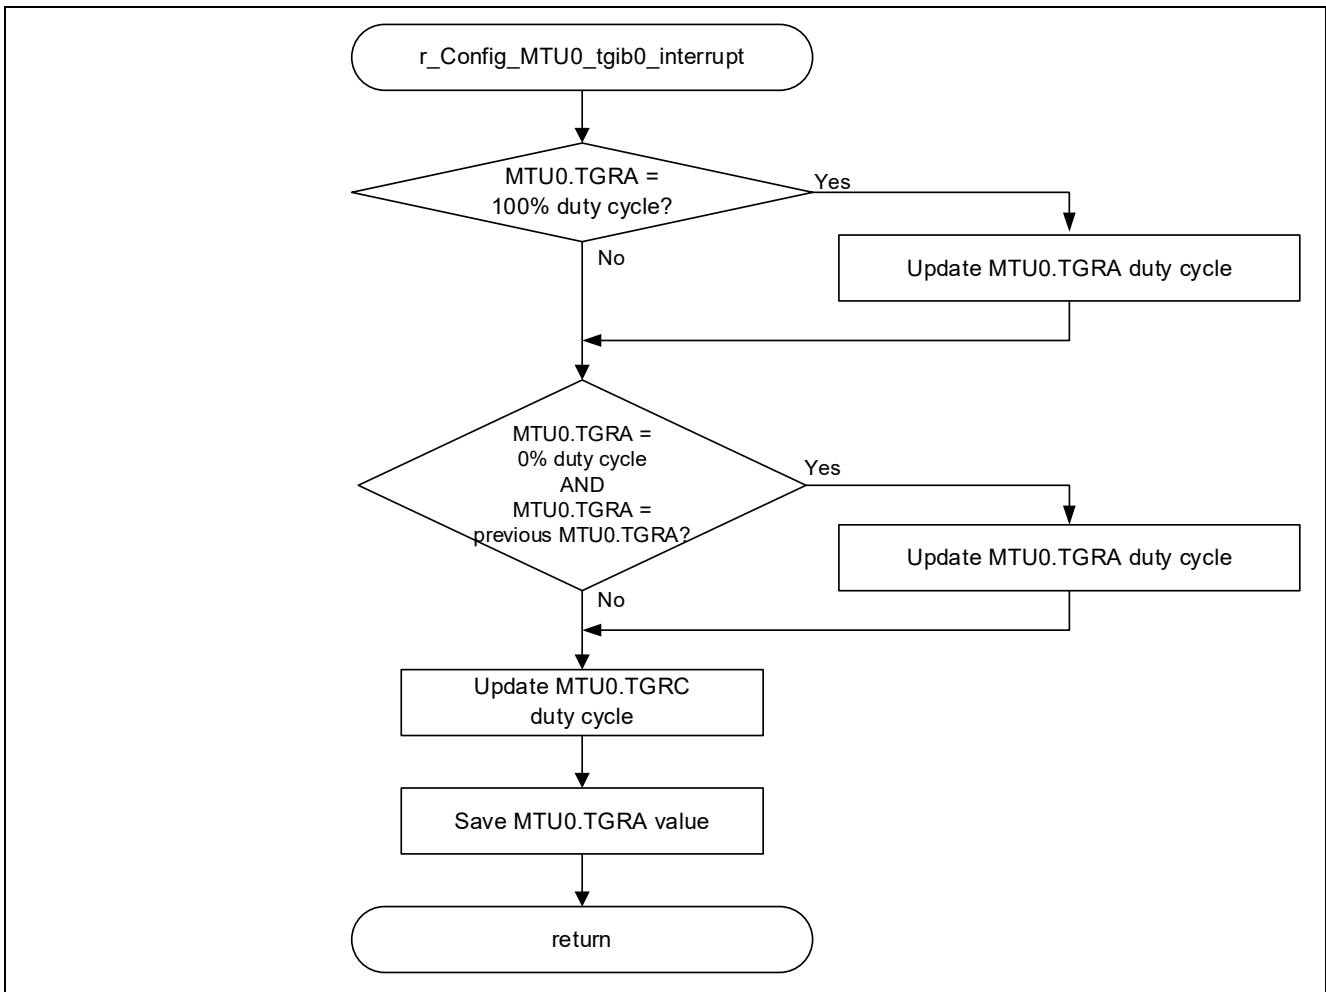 r_Config_MTU0_tgib0_interrupt
MTU0.TGRA =
100% duty cycle?
Yes
No
Update MTU0.TGRA duty cycle
MTU0.TGRA =
0% duty cycle
AND
MTU0.TGRA =
previous MTU0.TGRA?
Yes
Update MTU0.TGRA duty cycle
No
Update MTU0.TGRC
duty cycle
Save MTU0.TGRA value
return